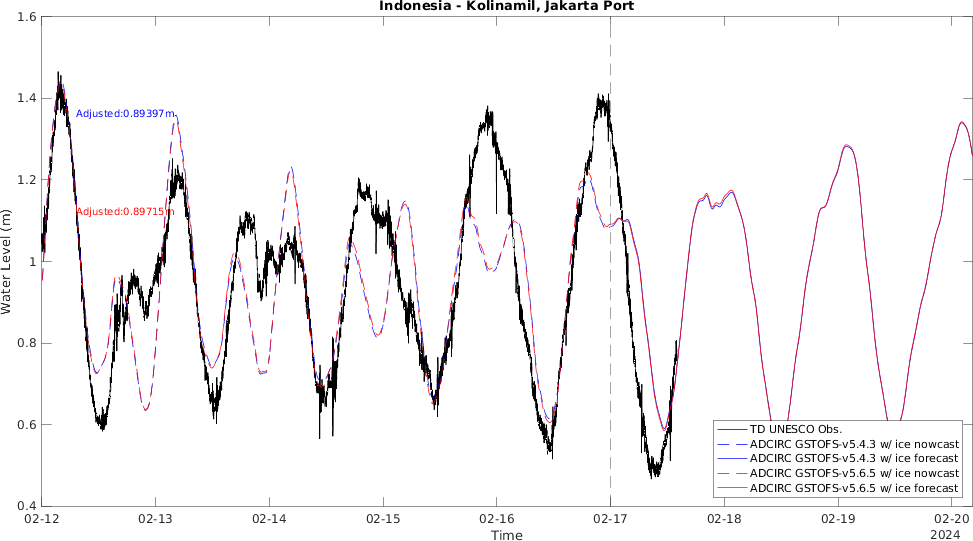 Indonesia - Kolinamil, Jakarta Port
1.6
1.4
1.2
1
0.8
0.6
0.4
Water Level (m)
Adjusted:0.89397m
Adjusted:0.89715m
TD UNESCO Obs.
ADCIRC GSTOFS-v5.4.3 w/ ice nowcast
ADCIRC GSTOFS-v5.4.3 w/ ice forecast
ADCIRC GSTOFS-v5.6.5 w/ ice nowcast
ADCIRC GSTOFS-v5.6.5 w/ ice forecast
02-12 02-13 02-14 02-15 02-16 02-17 02-18 02-19 02-20
Time
2024